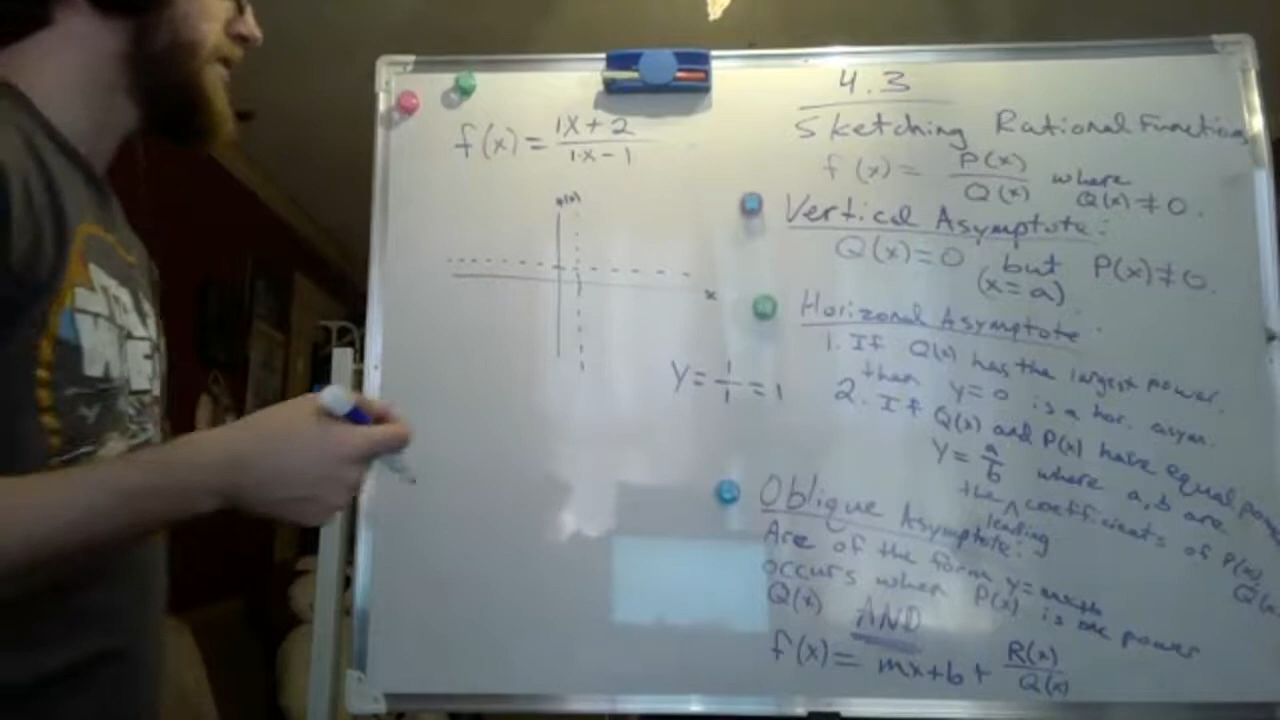 f(x) = 1x + 2 / 1·x - 1
x
y = 1/1 = 1
4.3
Sketching Rational Functions
f(x) = P(x)/Q(x) where Q(x) ≠ 0.
Vertical Asymptote:
Q(x) = 0 but P(x) ≠ 0.
(x = a)
Horizonal Asymptote:
1. If Q(x) has the largest power.
then y = 0 is a hor. asym.
2. If Q(x) and P(x) have equal power
y = a/b where a, b are
the leading coefficients of P(x),
Oblique Asymptote:
Are of the form y = mx+b
occurs when P(x) is one power
Q(x) AND
f(x) = mx+b + R(x)/Q(x)